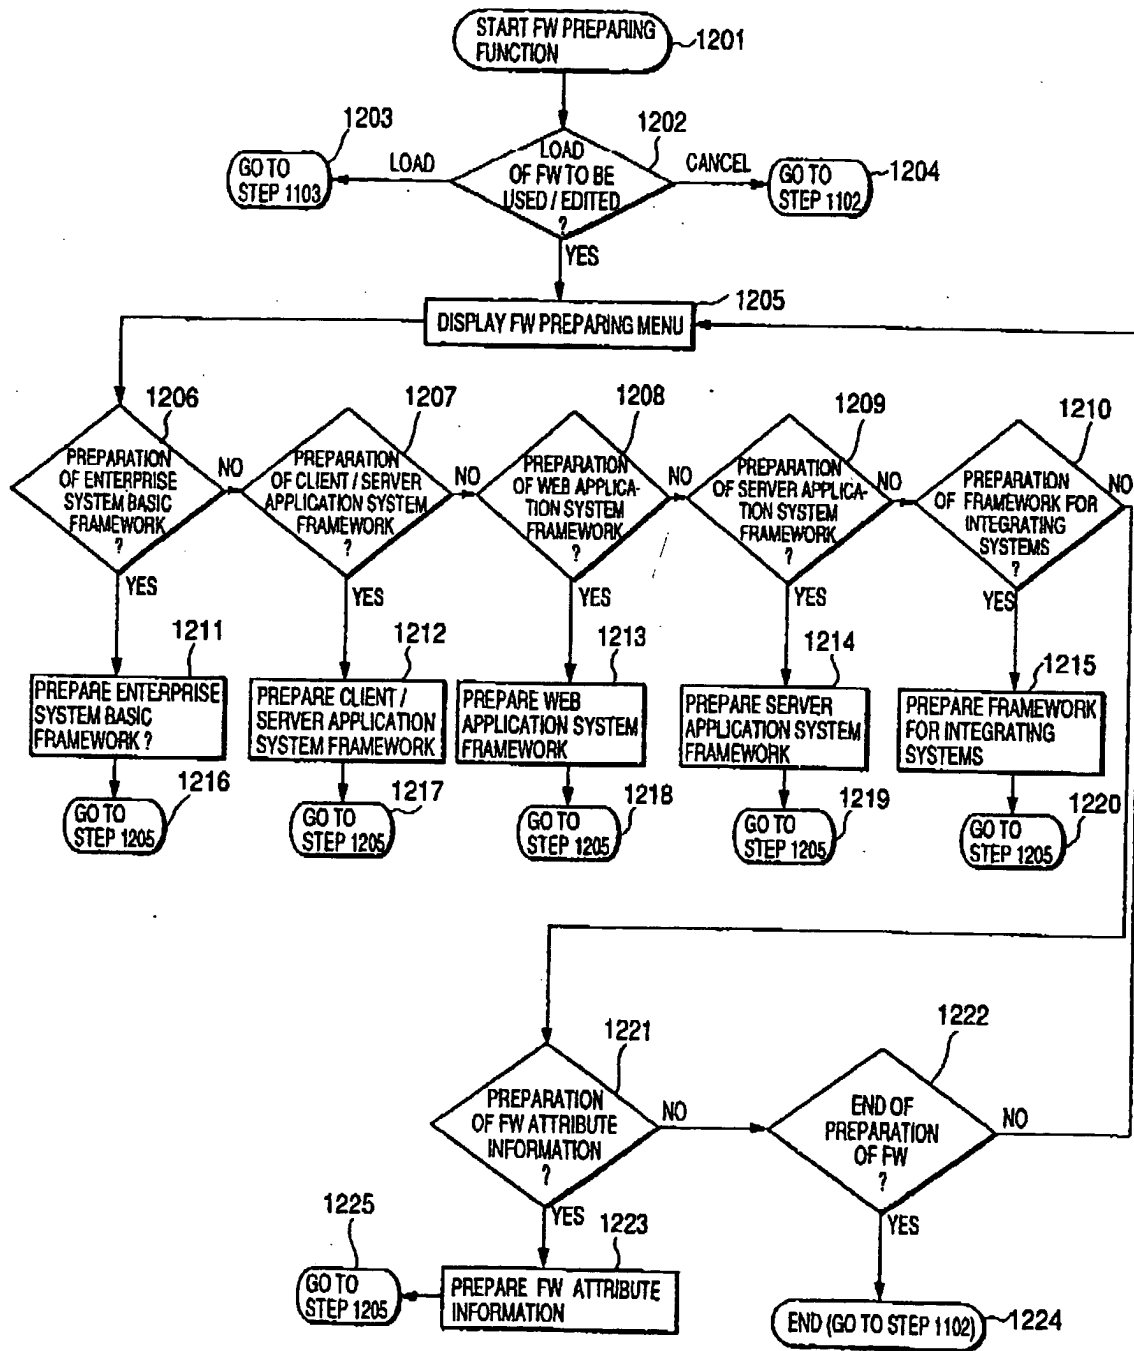 START FW PREPARING
FUNCTION
1201
1203
1202
LOAD
OF FW TO BE
USED / EDITED
?
LOAD
CANCEL
GO TO
STEP 1103
GO TO
STEP 1102
1204
YES
1205
DISPLAY FW PREPARING MENU
1206
PREPARATION
OF ENTERPRISE
SYSTEM BASIC
FRAMEWORK
?
NO
YES
1207
PREPARATION
OF CLIENT / SERVER
APPLICATION SYSTEM
FRAMEWORK
?
NO
YES
1208
PREPARATION
OF WEB APPLICA-
TION SYSTEM
FRAMEWORK
?
NO
YES
1209
PREPARATION
OF SERVER APPLICA-
TION SYSTEM
FRAMEWORK
?
NO
YES
1210
PREPARATION
OF FRAMEWORK FOR
INTEGRATING
SYSTEMS
?
NO
YES
1211
PREPARE ENTERPRISE
SYSTEM BASIC
FRAMEWORK ?
1212
PREPARE CLIENT /
SERVER APPLICATION
SYSTEM FRAMEWORK
1213
PREPARE WEB
APPLICATION SYSTEM
FRAMEWORK
1214
PREPARE SERVER
APPLICATION SYSTEM
FRAMEWORK
1215
PREPARE FRAMEWORK
FOR INTEGRATING
SYSTEMS
GO TO
STEP 1205
1216
GO TO
STEP 1205
1217
GO TO
STEP 1205
1218
GO TO
STEP 1205
1219
GO TO
STEP 1205
1220
1221
PREPARATION
OF FW ATTRIBUTE
INFORMATION
?
NO
YES
1222
END OF
PREPARATION
OF FW
?
NO
YES
1225
GO TO
STEP 1205
1223
PREPARE FW ATTRIBUTE
INFORMATION
END (GO TO STEP 1102)
1224